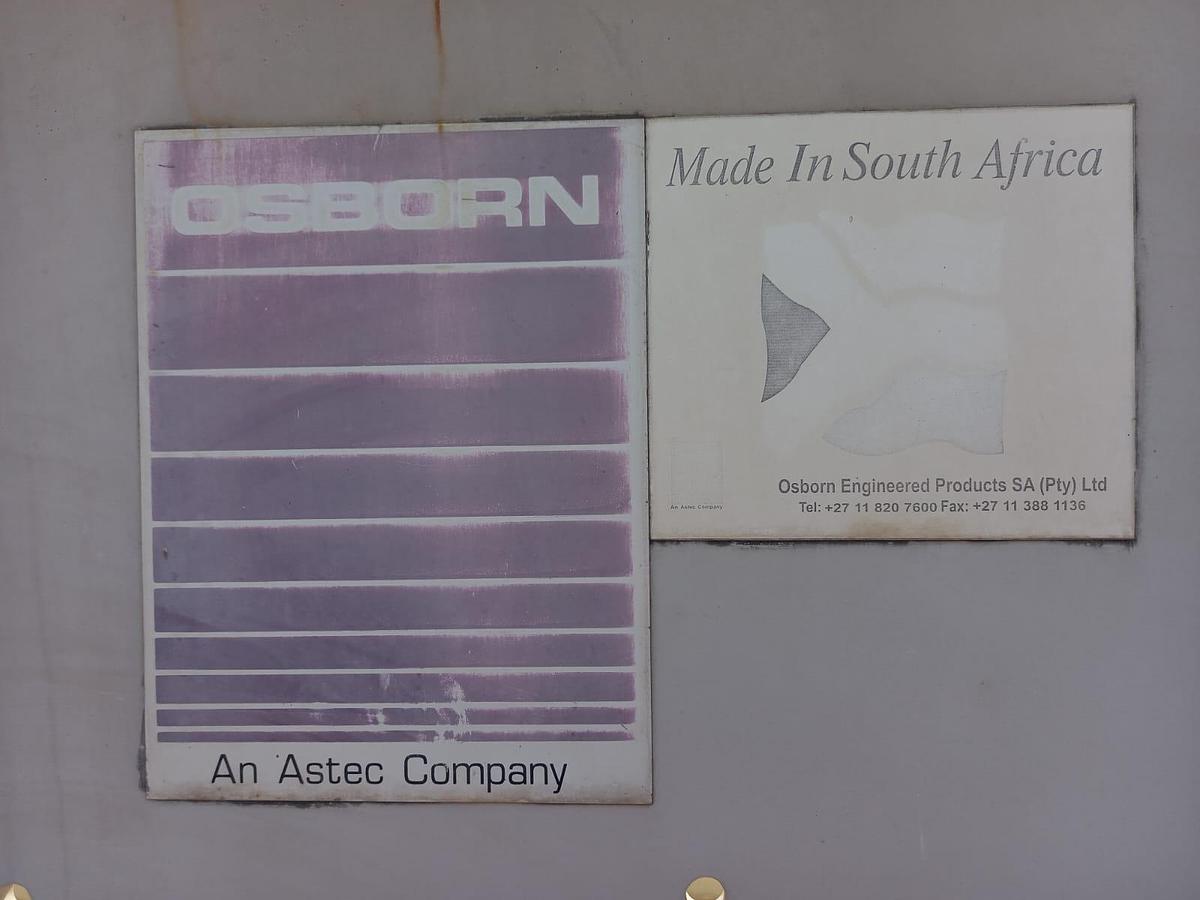 OSBORN
An Astec Company
Made In South Africa
An Astec Company
Osborn Engineered Products SA (Pty) Ltd
Tel: +27 11 820 7600 Fax: +27 11 388 1136